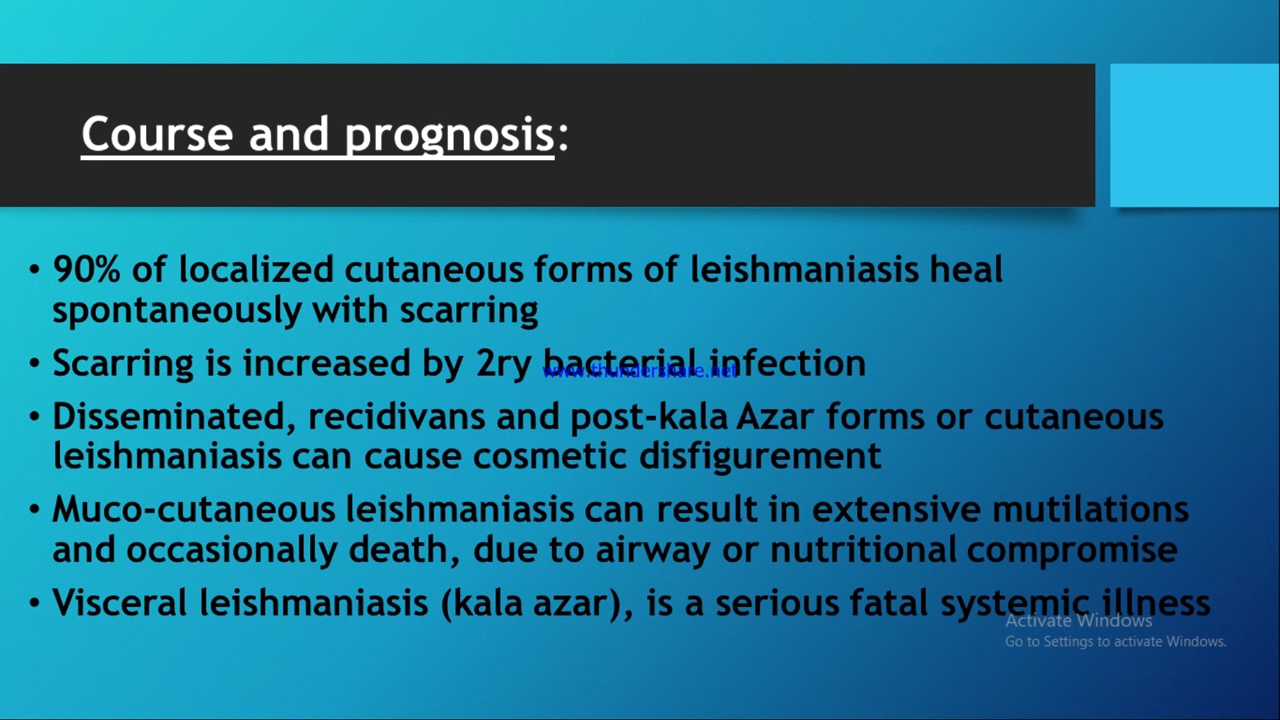 Course and prognosis:
• 90% of localized cutaneous forms of leishmaniasis heal
spontaneously with scarring
• Scarring is increased by 2ry bacterial infection
www.thundershare.net
• Disseminated, recidivans and post-kala Azar forms or cutaneous
leishmaniasis can cause cosmetic disfigurement
• Muco-cutaneous leishmaniasis can result in extensive mutilations
and occasionally death, due to airway or nutritional compromise
• Visceral leishmaniasis (kala azar), is a serious fatal systemic illness
Activate Windows
Go to Settings to activate Windows.